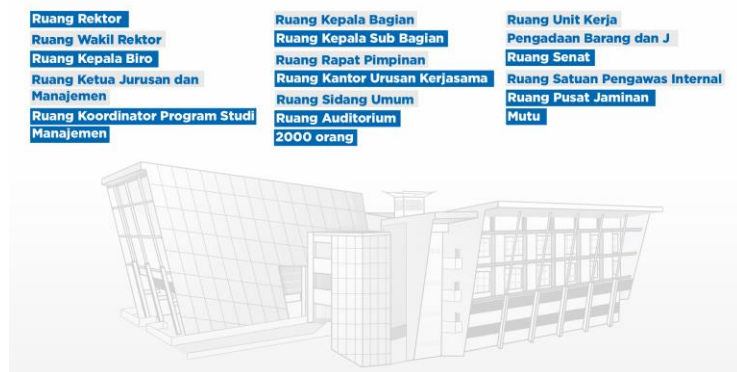 Ruang Rektor
Ruang Wakil Rektor
Ruang Kepala Biro
Ruang Ketua Jurusan dan
Manajemen
Ruang Koordinator Program Studi
Manajemen
Ruang Kepala Bagian
Ruang Kepala Sub Bagian
Ruang Rapat Pimpinan
Ruang Kantor Urusan Kerjasama
Ruang Sidang Umum
Ruang Auditorium
2000 orang
Ruang Unit Kerja
Pengadaan Barang dan J
Ruang Senat
Ruang Satuan Pengawas Internal
Ruang Pusat Jaminan
Mutu